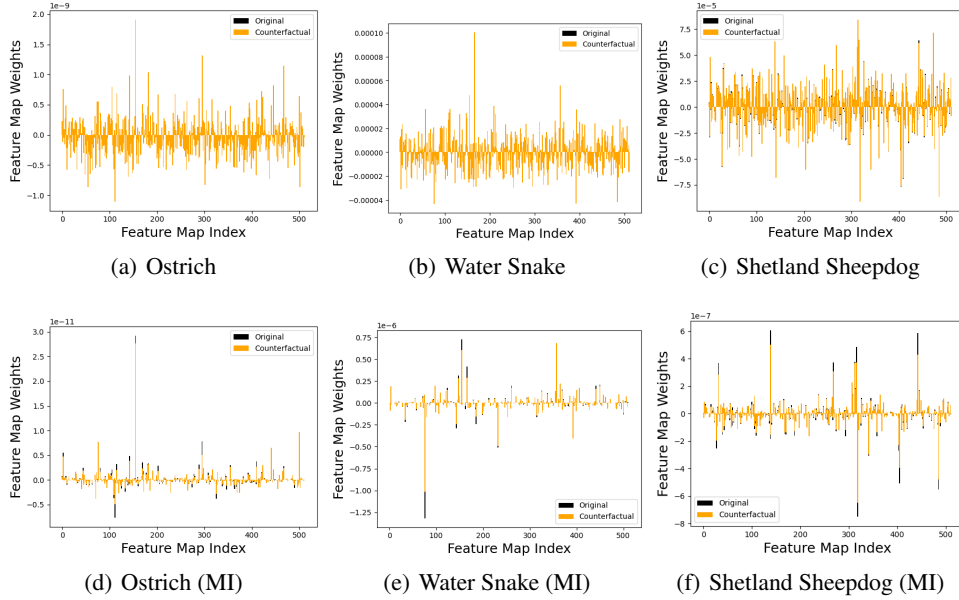 1e−9
2.0
1.5
1.0
0.5
0.0
−0.5
−1.0
0 100 200 300 400 500
Feature Map Weights
Feature Map Index
Original
Counterfactual
(a) Ostrich
0.00010
0.00008
0.00006
0.00004
0.00002
0.00000
−0.00002
−0.00004
0 100 200 300 400 500
Feature Map Weights
Feature Map Index
Original
Counterfactual
(b) Water Snake
1e−5
7.5
5.0
2.5
0.0
−2.5
−5.0
−7.5
0 100 200 300 400 500
Feature Map Weights
Feature Map Index
Original
Counterfactual
(c) Shetland Sheepdog
1e−11
3.0
2.5
2.0
1.5
1.0
0.5
0.0
−0.5
0 100 200 300 400 500
Feature Map Weights
Feature Map Index
Original
Counterfactual
(d) Ostrich (MI)
1e−6
0.75
0.50
0.25
0.00
−0.25
−0.50
−0.75
−1.00
−1.25
0 100 200 300 400 500
Feature Map Weights
Feature Map Index
Original
Counterfactual
(e) Water Snake (MI)
1e−7
6
4
2
0
−2
−4
−6
−8
0 100 200 300 400 500
Feature Map Weights
Feature Map Index
Original
Counterfactual
(f) Shetland Sheepdog (MI)